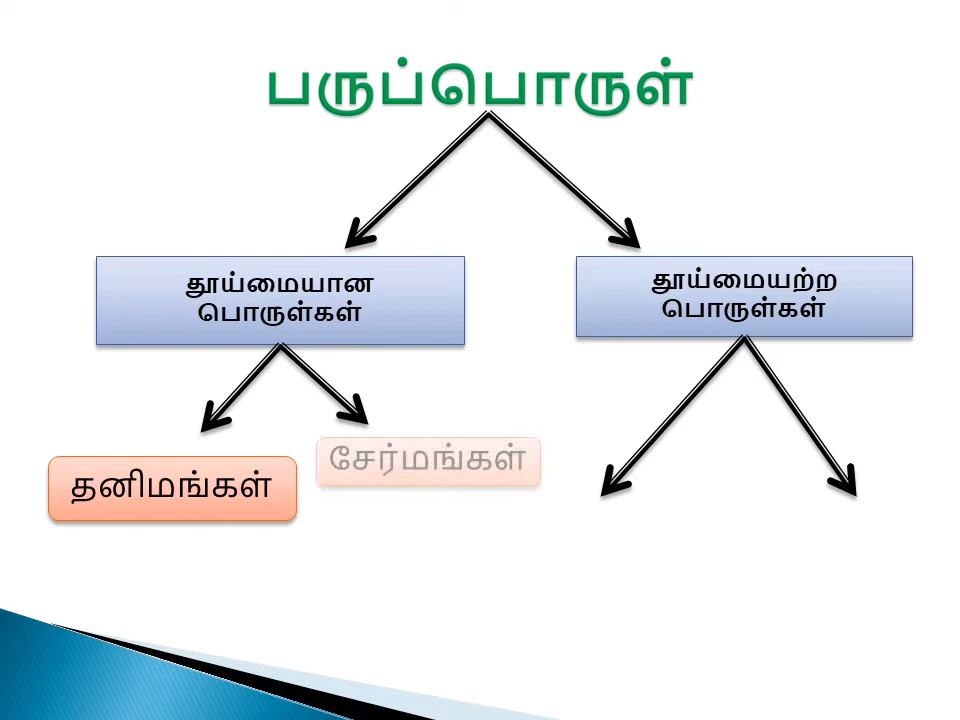 பருப்பொருள்
தூய்மையான
பொருள்கள்
தூய்மையற்ற
பொருள்கள்
தனிமங்கள்
சேர்மங்கள்